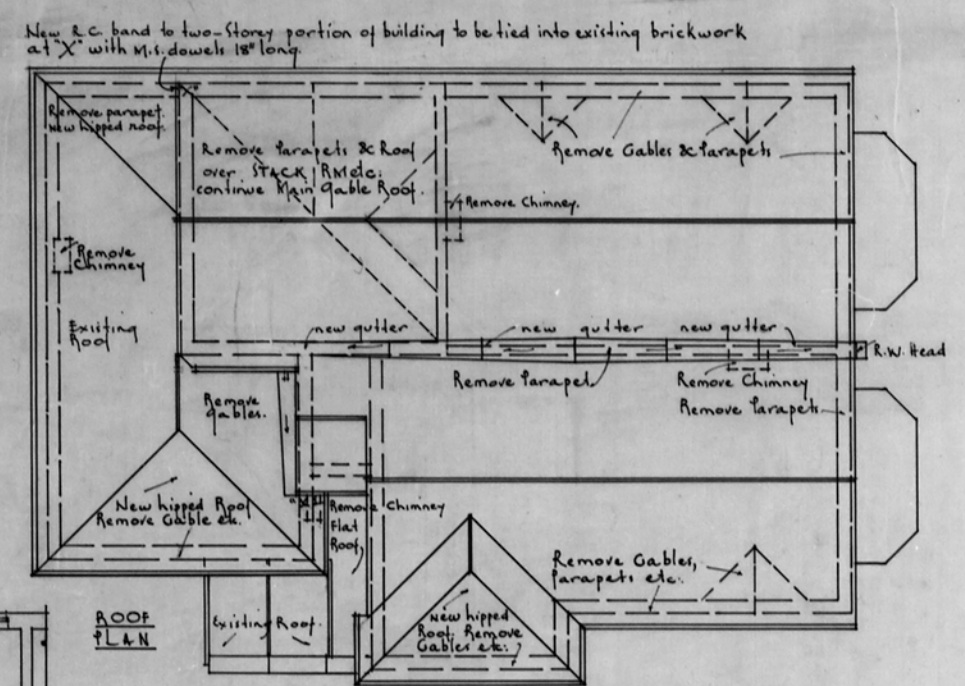 New R.C. band to two-Storey portion of building to be tied into existing brickwork
at "X" with M.S. dowels 18" long.
Remove parapet.
New hipped roof.
Remove Parapets & Roof
over STACK RM etc.
continue Main gable Roof.
Remove Gables & Parapets
Remove Chimney.
Remove
Chimney
Existing
Roof
new gutter
new gutter
new gutter
R.W. Head
Remove Parapet.
Remove Chimney
Remove Parapets
Remove
gables.
New hipped Roof
Remove Gable etc.
"X"
Remove Chimney
Flat
Roof
Remove Gables,
Parapets etc.
New hipped
Roof. Remove
Gables etc.
Existing Roof.
ROOF
PLAN